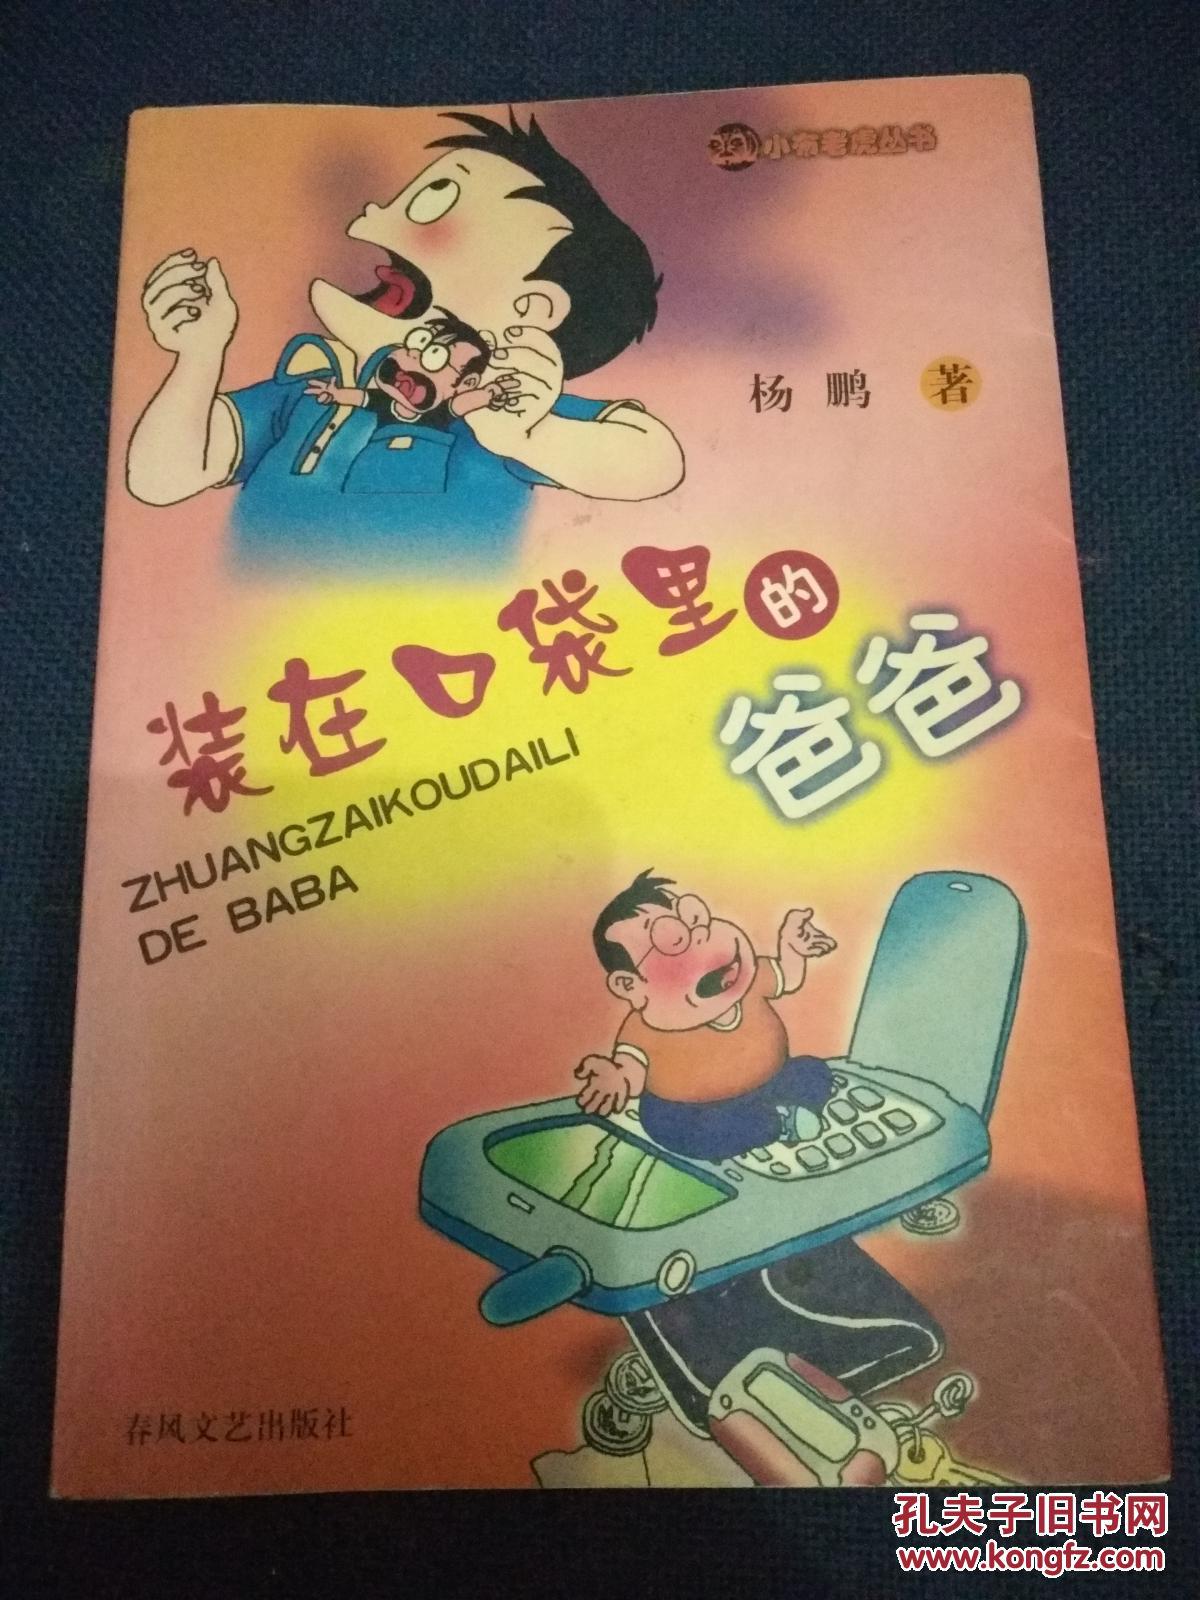 小布老虎丛书
杨鹏 著
装在口袋里的
爸爸
ZHUANGZAIKOUDAILI
DE BABA
春风文艺出版社
孔夫子旧书网
www.kongfz.com